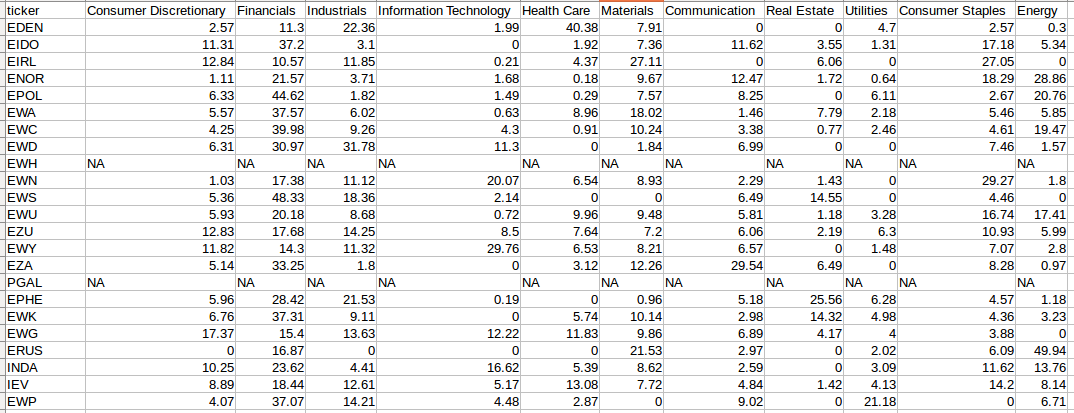 ticker Consumer Discretionary Financials Industrials Information Technology Health Care Materials Communication Real Estate Utilities Consumer Staples Energy
EDEN 2.57 11.3 22.36 1.99 40.38 7.91 0 0 4.7 2.57 0.3
EIDO 11.31 37.2 3.1 0 1.92 7.36 11.62 3.55 1.31 17.18 5.34
EIRL 12.84 10.57 11.85 0.21 4.37 27.11 0 6.06 0 27.05 0
ENOR 1.11 21.57 3.71 1.68 0.18 9.67 12.47 1.72 0.64 18.29 28.86
EPOL 6.33 44.62 1.82 1.49 0.29 7.57 8.25 0 6.11 2.67 20.76
EWA 5.57 37.57 6.02 0.63 8.96 18.02 1.46 7.79 2.18 5.46 5.85
EWC 4.25 39.98 9.26 4.3 0.91 10.24 3.38 0.77 2.46 4.61 19.47
EWD 6.31 30.97 31.78 11.3 0 1.84 6.99 0 0 7.46 1.57
EWH NA NA NA NA NA NA NA NA NA NA NA
EWN 1.03 17.38 11.12 20.07 6.54 8.93 2.29 1.43 0 29.27 1.8
EWS 5.36 48.33 18.36 2.14 0 0 6.49 14.55 0 4.46 0
EWU 5.93 20.18 8.68 0.72 9.96 9.48 5.81 1.18 3.28 16.74 17.41
EZU 12.83 17.68 14.25 8.5 7.64 7.2 6.06 2.19 6.3 10.93 5.99
EWY 11.82 14.3 11.32 29.76 6.53 8.21 6.57 0 1.48 7.07 2.8
EZA 5.14 33.25 1.8 0 3.12 12.26 29.54 6.49 0 8.28 0.97
PGAL NA NA NA NA NA NA NA NA NA NA NA
EPHE 5.96 28.42 21.53 0.19 0 0.96 5.18 25.56 6.28 4.57 1.18
EWK 6.76 37.31 9.11 0 5.74 10.14 2.98 14.32 4.98 4.36 3.23
EWG 17.37 15.4 13.63 12.22 11.83 9.86 6.89 4.17 4 3.88 0
ERUS 0 16.87 0 0 0 21.53 2.97 0 2.02 6.09 49.94
INDA 10.25 23.62 4.41 16.62 5.39 8.62 2.59 0 3.09 11.62 13.76
IEV 8.89 18.44 12.61 5.17 13.08 7.72 4.84 1.42 4.13 14.2 8.14
EWP 4.07 37.07 14.21 4.48 2.87 0 9.02 0 21.18 0 6.71